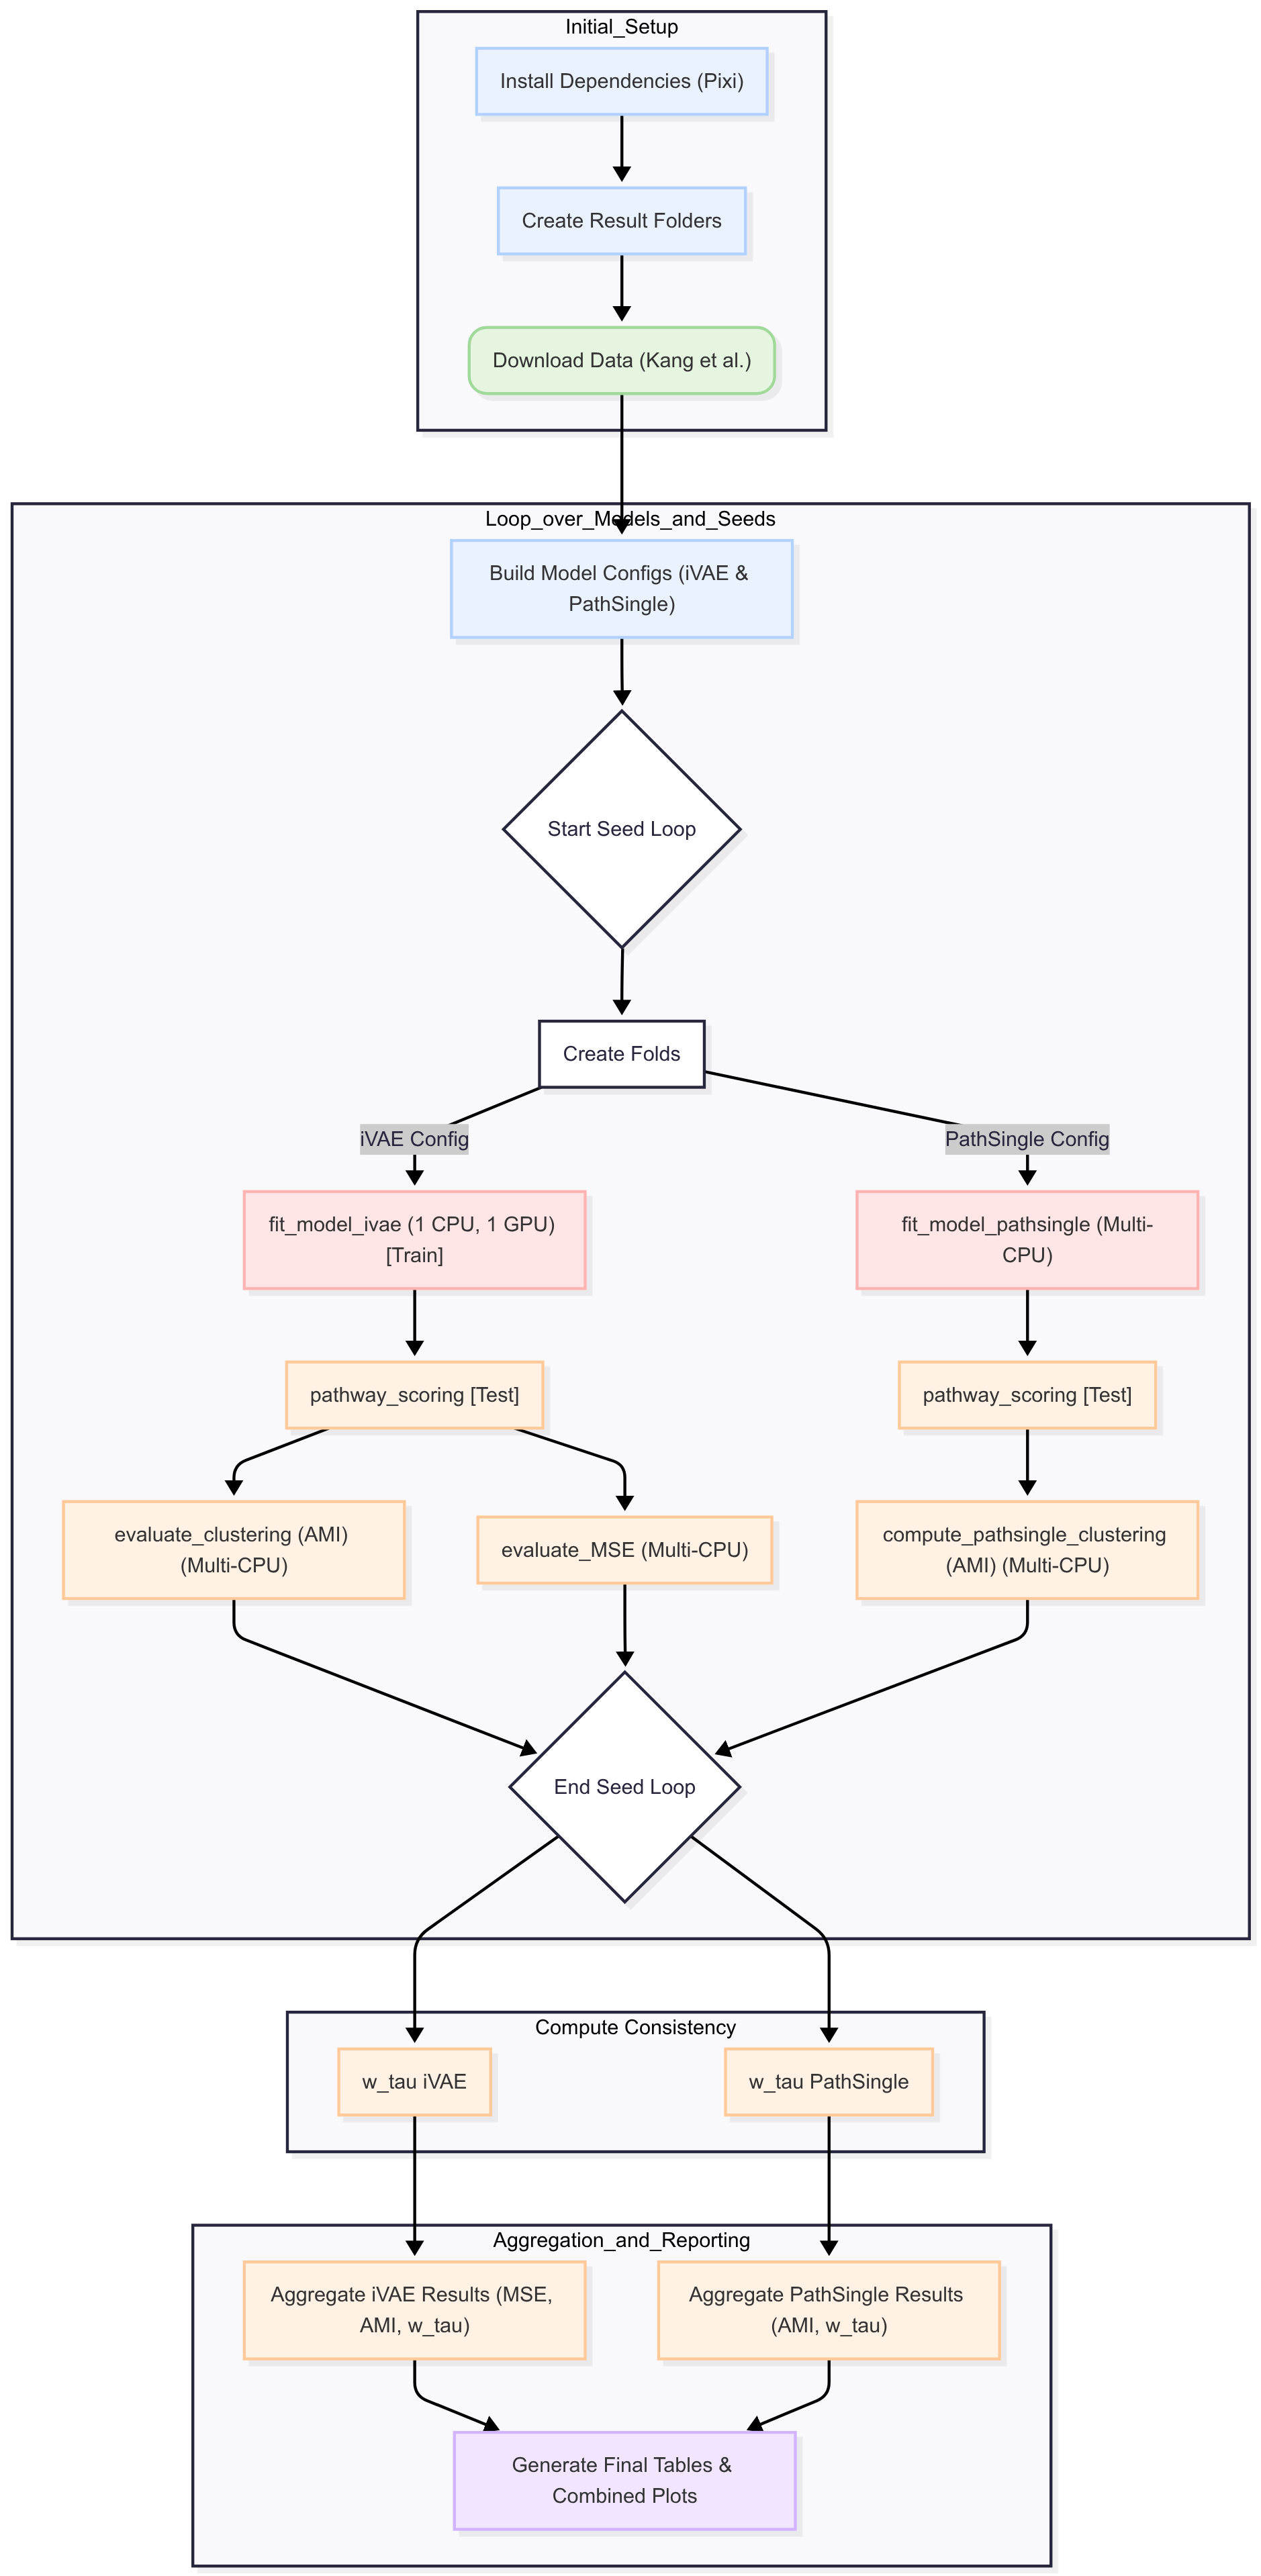 Initial_Setup
Install Dependencies (Pixi)
Create Result Folders
Download Data (Kang et al.)
Loop_over_Models_and_Seeds
Build Model Configs (iVAE &
PathSingle)
Start Seed Loop
Create Folds
iVAE Config
PathSingle Config
fit_model_ivae (1 CPU, 1 GPU)
[Train]
fit_model_pathsingle (Multi-
CPU)
pathway_scoring [Test]
pathway_scoring [Test]
evaluate_clustering (AMI)
(Multi-CPU)
evaluate_MSE (Multi-CPU)
compute_pathsingle_clustering
(AMI) (Multi-CPU)
End Seed Loop
Compute Consistency
w_tau iVAE
w_tau PathSingle
Aggregation_and_Reporting
Aggregate iVAE Results (MSE,
AMI, w_tau)
Aggregate PathSingle Results
(AMI, w_tau)
Generate Final Tables &
Combined Plots